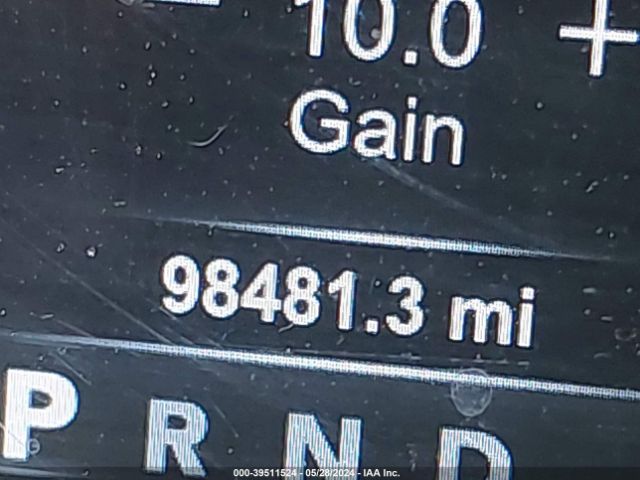 - 10.0 +
Gain
98481.3 mi
P R N D
000-39511524 - 05/28/2024 - IAA Inc.